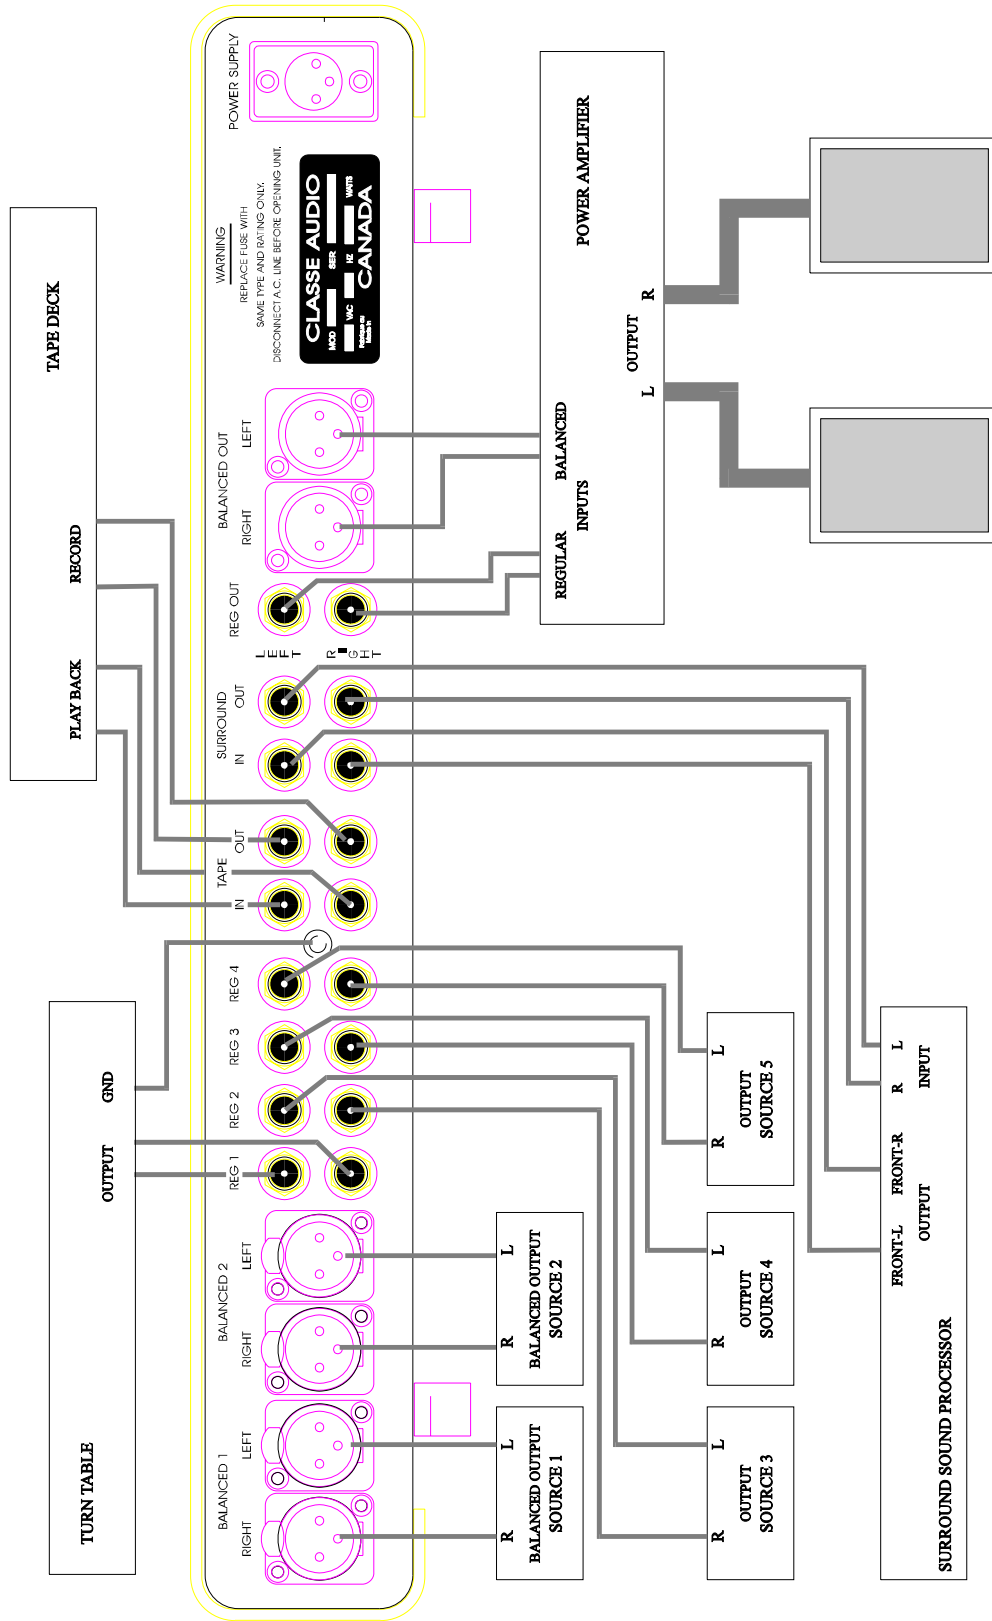 TURN TABLE
OUTPUT
GND
TAPE DECK
PLAY BACK
RECORD
BALANCED 1
RIGHT
LEFT
BALANCED 2
RIGHT
LEFT
REG 1
REG 2
REG 3
REG 4
TAPE
IN
OUT
SURROUND
IN
OUT
LEFT
RIGHT
REG OUT
BALANCED OUT
RIGHT
LEFT
WARNING
REPLACE FUSE WITH
SAME TYPE AND RATING ONLY.
DISCONNECT A.C. LINE BEFORE OPENING UNIT.
CLASSE AUDIO
MOD
SER
VAC
HZ
WATTS
Fabrique au
Made in
CANADA
POWER SUPPLY
R
L
BALANCED OUTPUT
SOURCE 1
R
L
BALANCED OUTPUT
SOURCE 2
REGULAR
BALANCED
INPUTS
POWER AMPLIFIER
OUTPUT
L
R
R
L
OUTPUT
SOURCE 3
R
L
OUTPUT
SOURCE 4
R
L
OUTPUT
SOURCE 5
FRONT-L
FRONT-R
OUTPUT
R
L
INPUT
SURROUND SOUND PROCESSOR